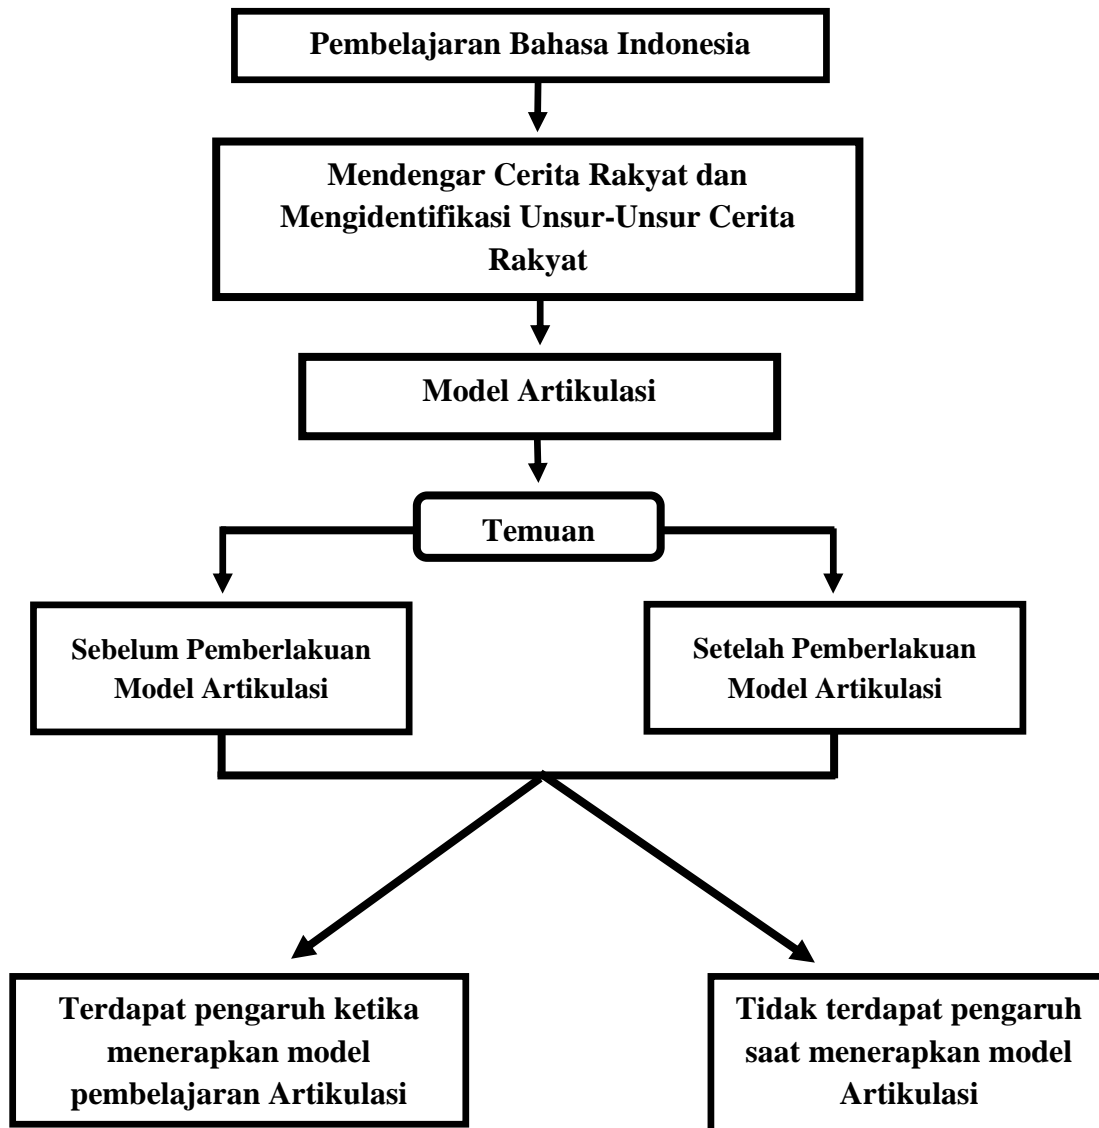 Pembelajaran Bahasa Indonesia
Mendengar Cerita Rakyat dan
Mengidentifikasi Unsur-Unsur Cerita
Rakyat
Model Artikulasi
Temuan
Sebelum Pemberlakuan
Model Artikulasi
Setelah Pemberlakuan
Model Artikulasi
Terdapat pengaruh ketika
menerapkan model
pembelajaran Artikulasi
Tidak terdapat pengaruh
saat menerapkan model
Artikulasi